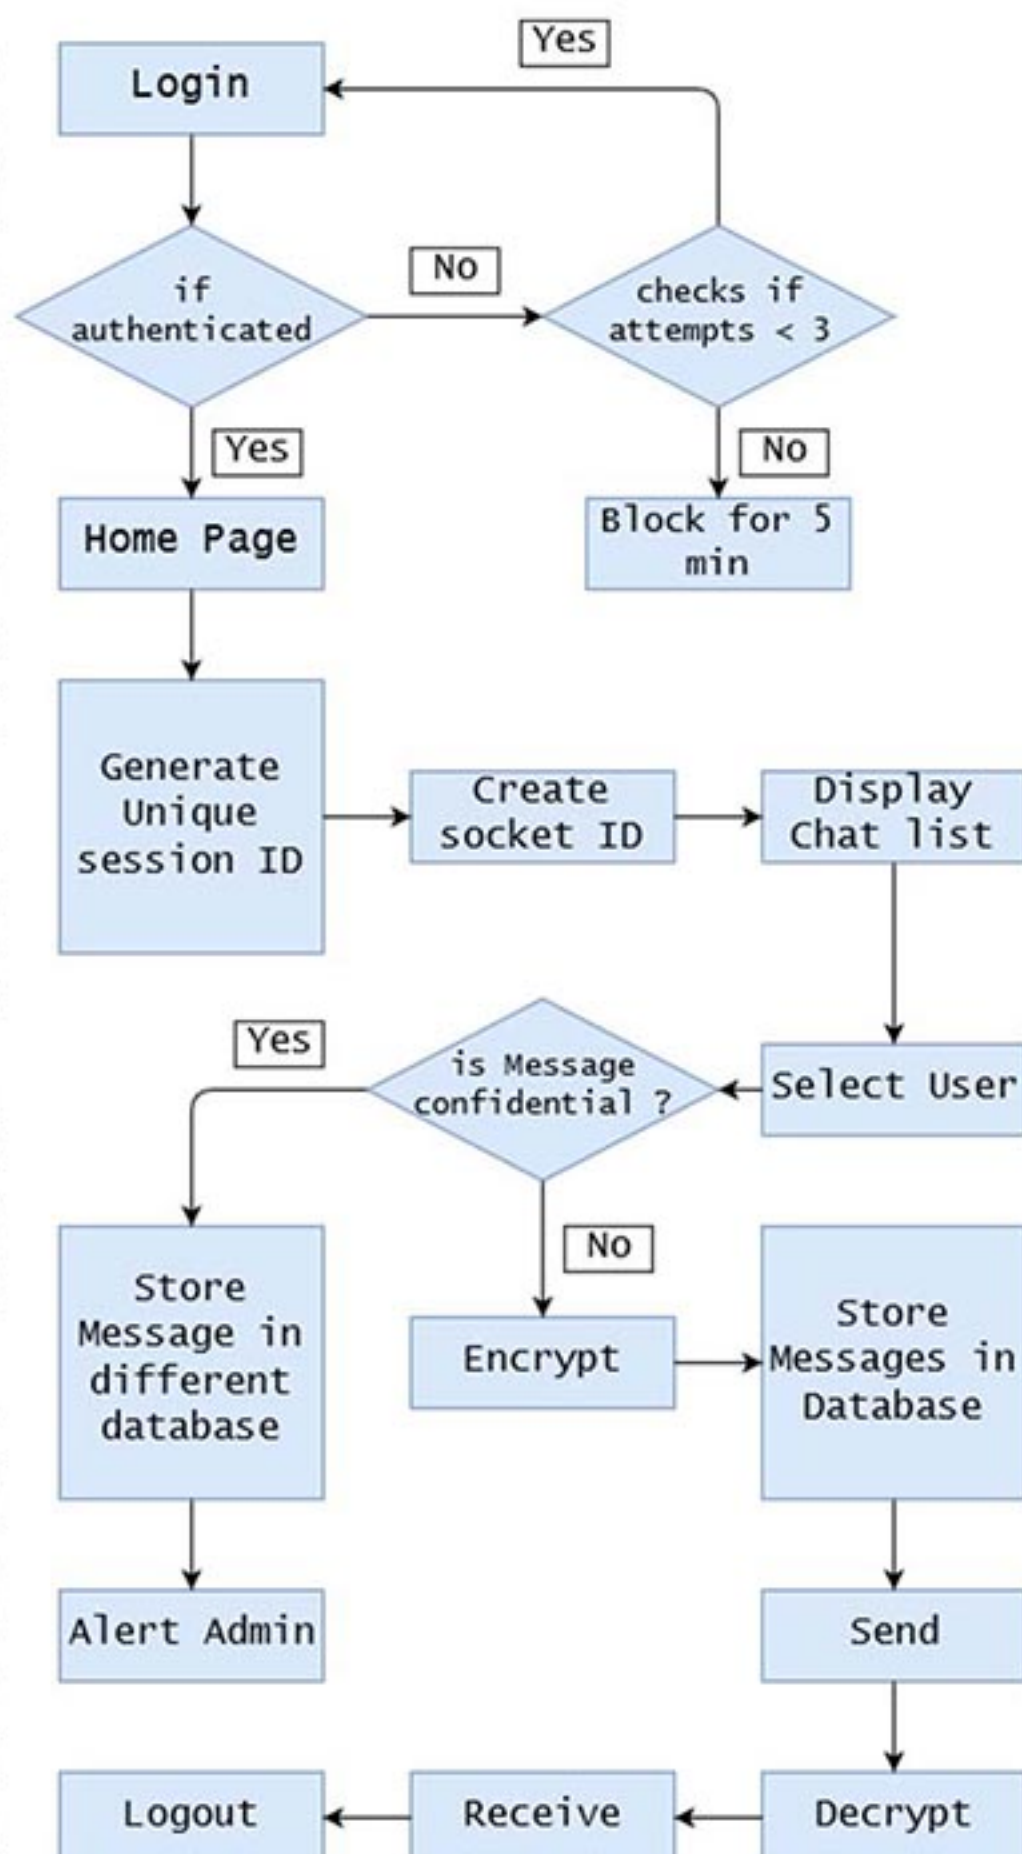 Yes
Login
No
if
authenticated
checks if
attempts < 3
Yes
No
Home Page
Block for 5
min
Generate
Unique
session ID
Create
socket ID
Display
Chat list
Yes
is Message
confidential ?
Select User
No
Store
Message in
different
database
Encrypt
Store
Messages in
Database
Alert Admin
Send
Logout
Receive
Decrypt